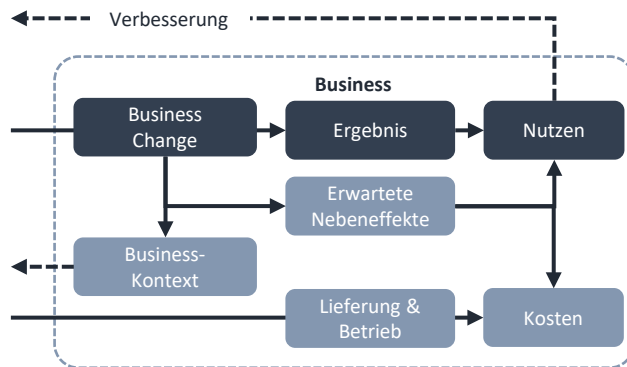 Verbesserung
Business
Business
Change
Ergebnis
Nutzen
Erwartete
Nebeneffekte
Business-
Kontext
Lieferung &
Betrieb
Kosten